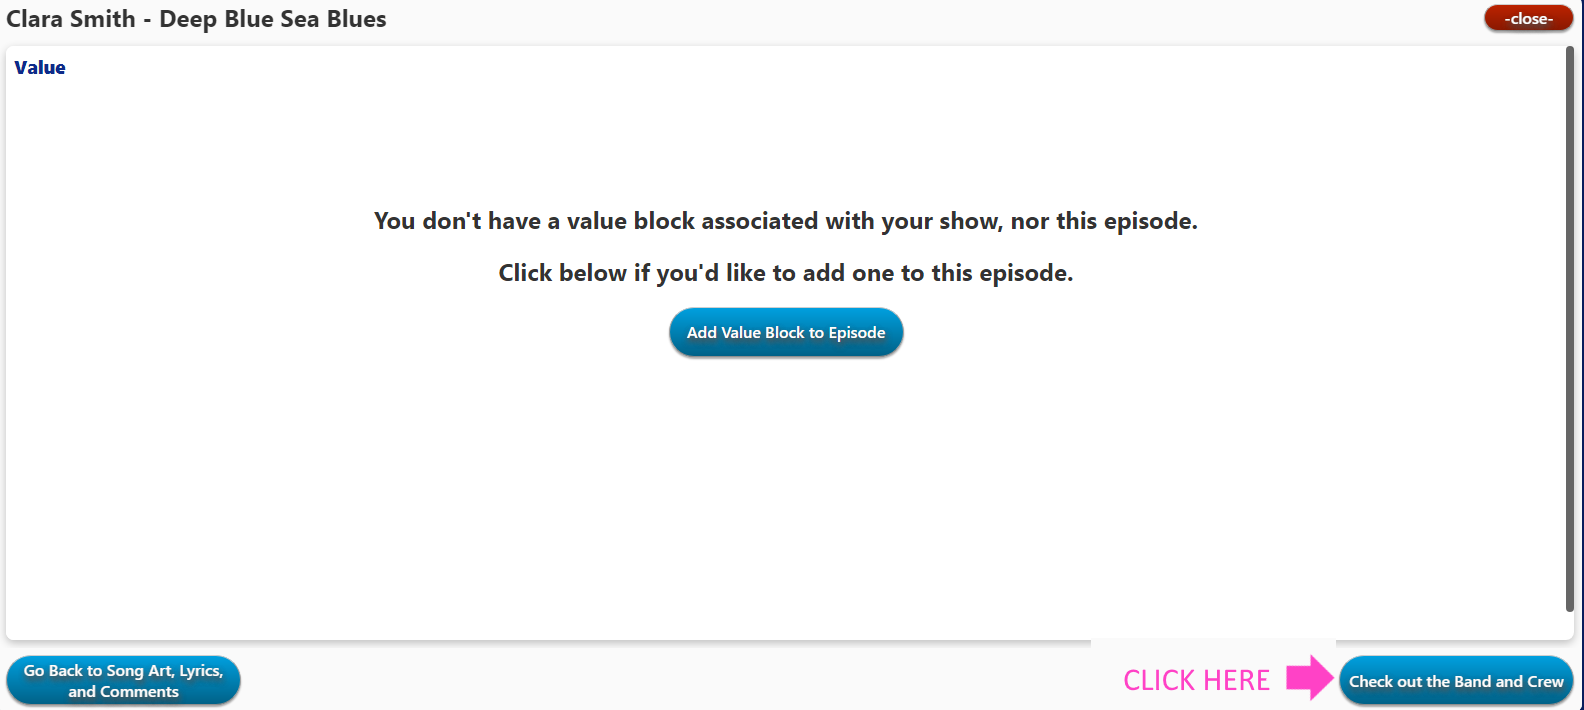 Clara Smith - Deep Blue Sea Blues
-close-
Value
You don't have a value block associated with your show, nor this episode.
Click below if you'd like to add one to this episode.
Add Value Block to Episode
Go Back to Song Art, Lyrics,
and Comments
CLICK HERE
Check out the Band and Crew